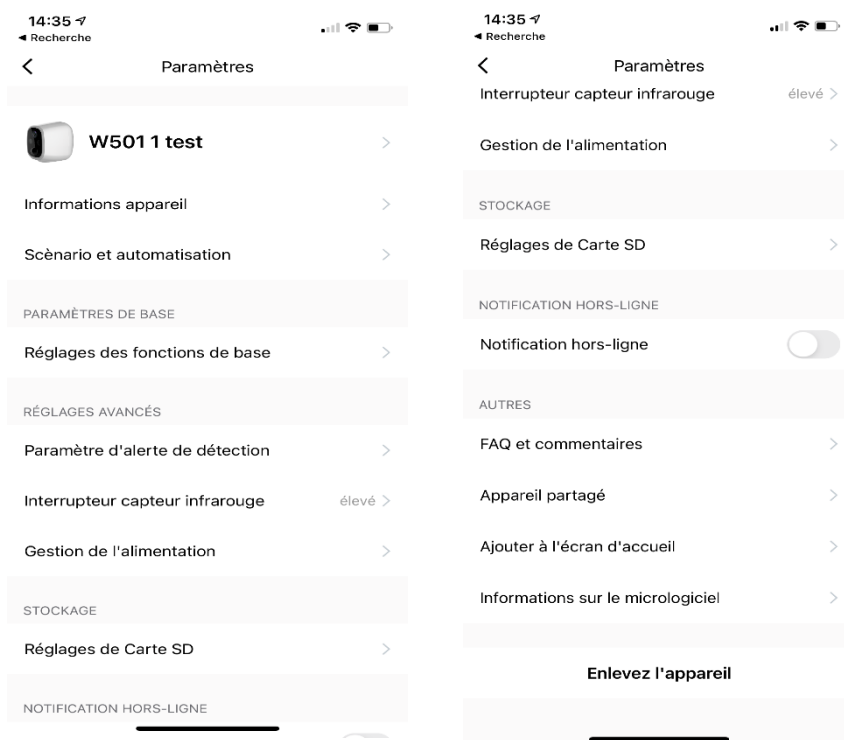 14:35
◄ Recherche
Paramètres
W501 1 test
Informations appareil
Scènario et automatisation
PARAMÈTRES DE BASE
Réglages des fonctions de base
RÉGLAGES AVANCÉS
Paramètre d'alerte de détection
Interrupteur capteur infrarouge élevé
Gestion de l'alimentation
STOCKAGE
Réglages de Carte SD
NOTIFICATION HORS-LIGNE
14:35
◄ Recherche
Paramètres
Interrupteur capteur infrarouge élevé
Gestion de l'alimentation
STOCKAGE
Réglages de Carte SD
NOTIFICATION HORS-LIGNE
Notification hors-ligne
AUTRES
FAQ et commentaires
Appareil partagé
Ajouter à l'écran d'accueil
Informations sur le micrologiciel
Enlevez l'appareil